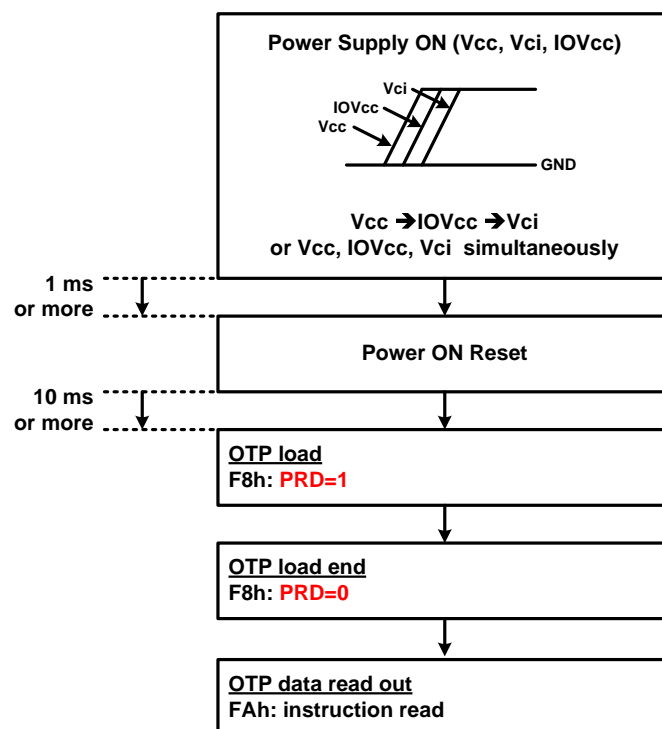 Power Supply ON (Vcc, Vci, IOVcc)
Vci
IOVcc
Vcc
GND
Vcc ➔IOVcc ➔Vci
or Vcc, IOVcc, Vci simultaneously
1 ms
or more
Power ON Reset
10 ms
or more
OTP load
F8h: PRD=1
OTP load end
F8h: PRD=0
OTP data read out
FAh: instruction read